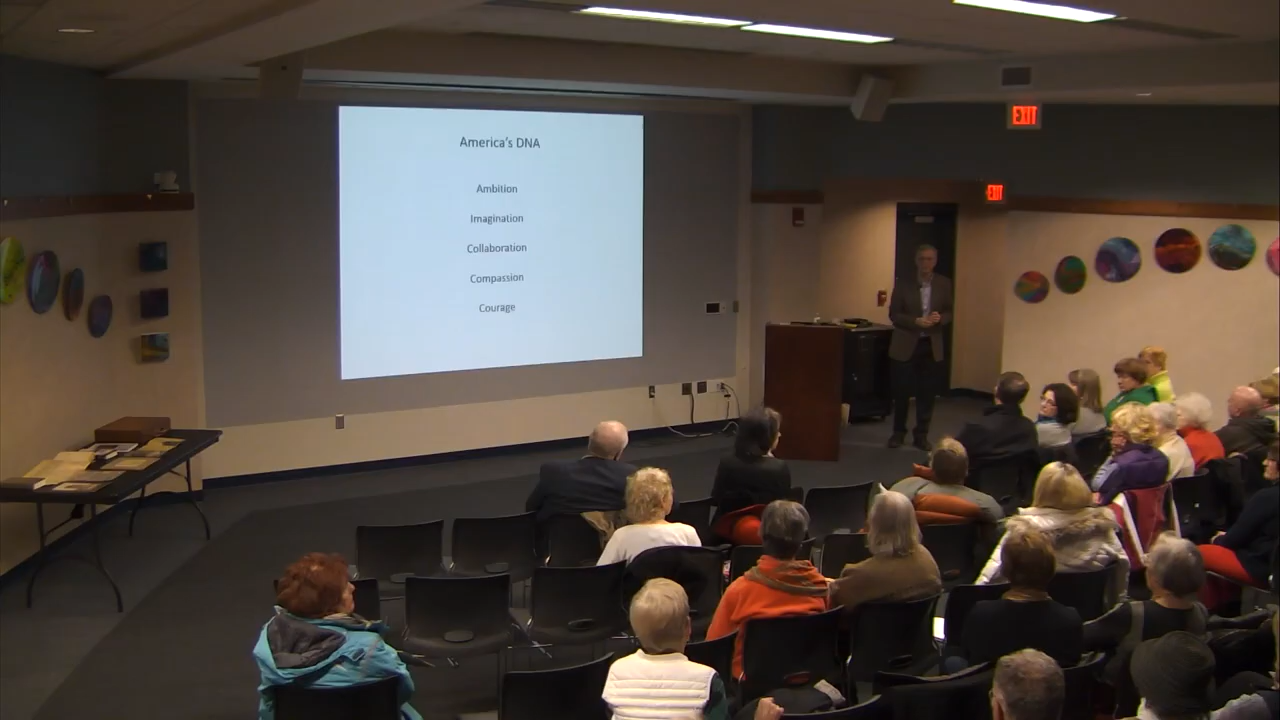 America's DNA
Ambition
Imagination
Collaboration
Compassion
Courage
EXIT
EXIT